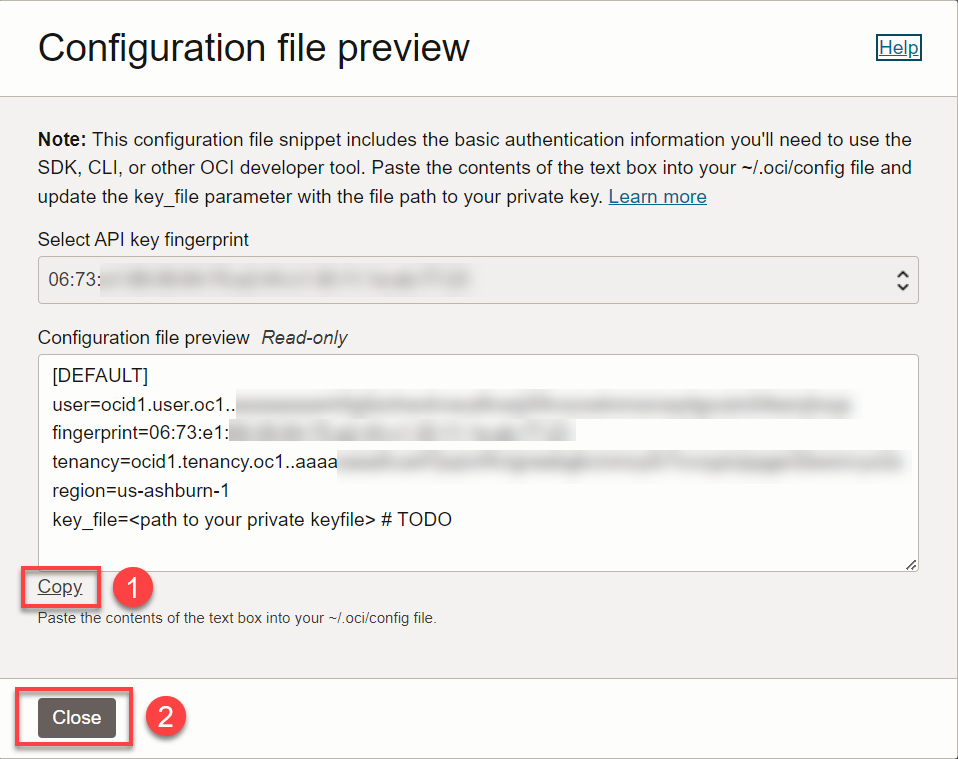 Configuration file preview
Help
Note: This configuration file snippet includes the basic authentication information you'll need to use the
SDK, CLI, or other OCI developer tool. Paste the contents of the text box into your ~/.oci/config file and
update the key_file parameter with the file path to your private key. Learn more
Select API key fingerprint
06:73:
Configuration file preview Read-only
[DEFAULT]
user=ocid1.user.oc1..
fingerprint=06:73:e1:
tenancy=ocid1.tenancy.oc1..aaaa
region=us-ashburn-1
key_file=<path to your private keyfile> # TODO
Copy
1
Paste the contents of the text box into your ~/.oci/config file.
Close
2